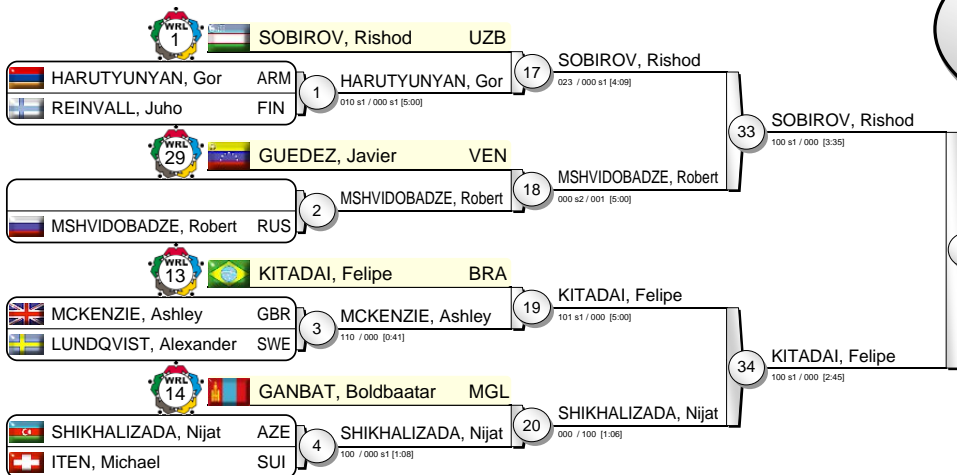 WRL 1 SOBIROV, Rishod UZB
HARUTYUNYAN, Gor ARM
REINVALL, Juho FIN
1
HARUTYUNYAN, Gor
010 s1 / 000 s1 [5:00]
17
SOBIROV, Rishod
023 / 000 s1 [4:09]
WRL 29 GUEDEZ, Javier VEN
MSHVIDOBADZE, Robert RUS
2
MSHVIDOBADZE, Robert
18
MSHVIDOBADZE, Robert
000 s2 / 001 [5:00]
33
SOBIROV, Rishod
100 s1 / 000 [3:35]
WRL 13 KITADAI, Felipe BRA
MCKENZIE, Ashley GBR
LUNDQVIST, Alexander SWE
3
MCKENZIE, Ashley
110 / 000 [0:41]
19
KITADAI, Felipe
101 s1 / 000 [5:00]
WRL 14 GANBAT, Boldbaatar MGL
SHIKHALIZADA, Nijat AZE
ITEN, Michael SUI
4
SHIKHALIZADA, Nijat
100 / 000 s1 [1:08]
20
SHIKHALIZADA, Nijat
000 / 100 [1:06]
34
KITADAI, Felipe
100 s1 / 000 [2:45]